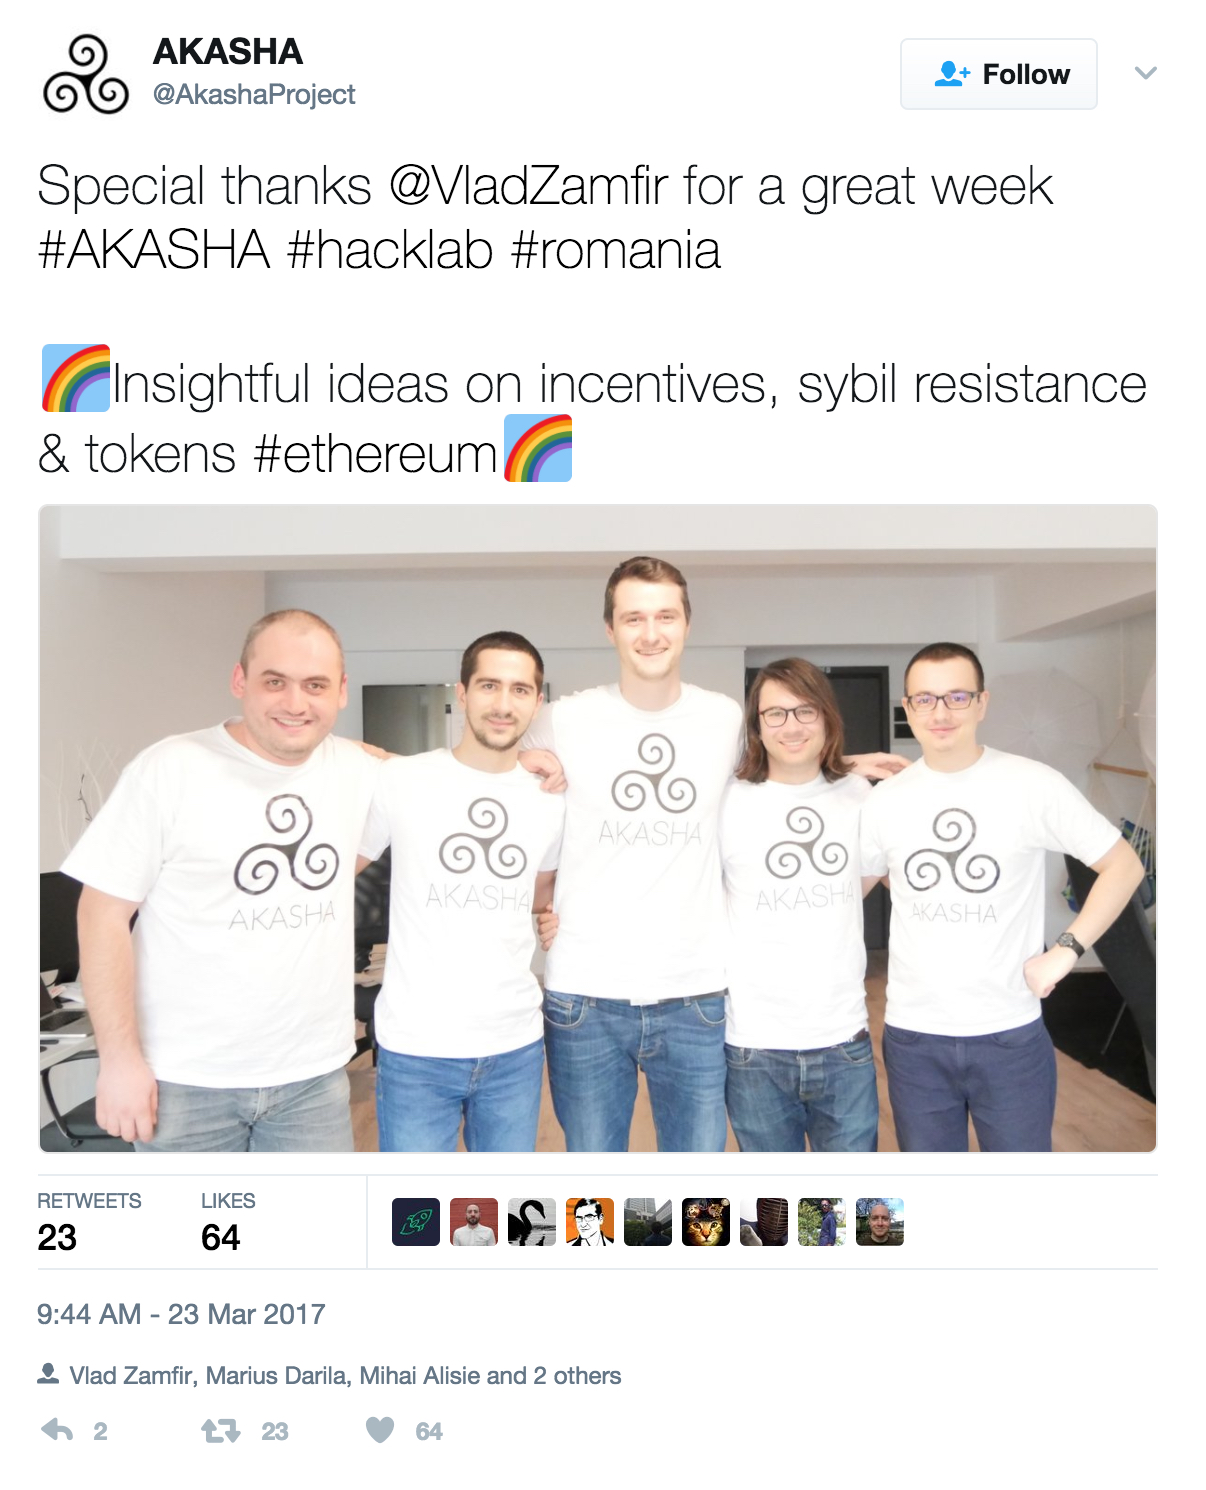 AKASHA
@AkashaProject
Follow
Special thanks @VladZamfir for a great week
#AKASHA #hacklab #romania
🌈Insightful ideas on incentives, sybil resistance
& tokens #ethereum🌈
AKASHA
AKASHA
AKASHA
AKASHA
AKASHA
RETWEETS LIKES
23 64
9:44 AM - 23 Mar 2017
Vlad Zamfir, Marius Darila, Mihai Alisie and 2 others
2 23 64